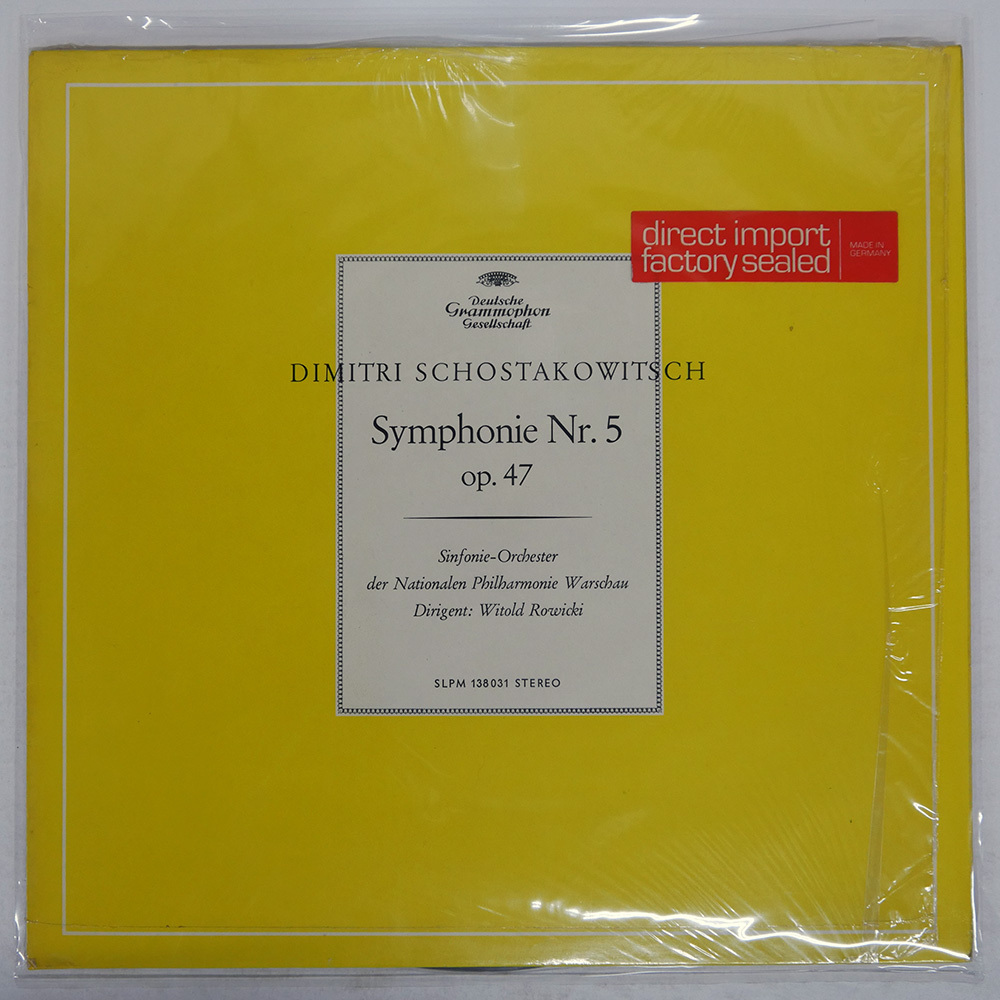 direct import
factory sealed
MADE IN
GERMANY
Deutsche
Grammophon
Gesellschaft
DIMITRI SCHOSTAKOWITSCH
Symphonie Nr. 5
op. 47
Sinfonie-Orchester
der Nationalen Philharmonie Warschau
Dirigent: Witold Rowicki
SLPM 138 031 STEREO